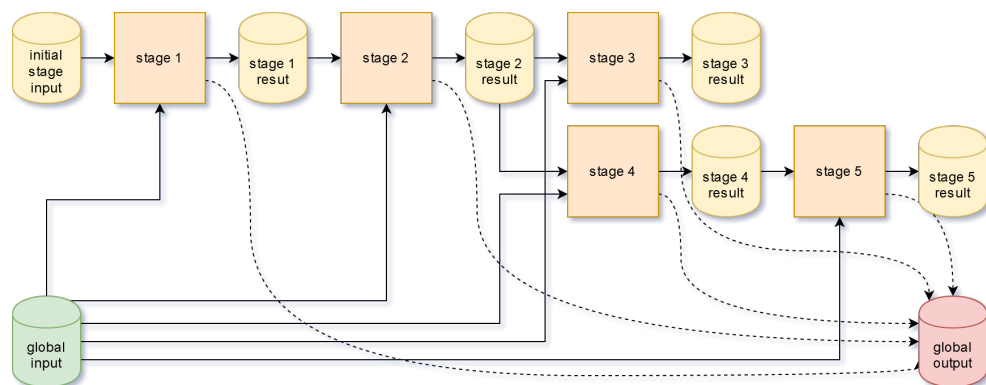 initial
stage
input
stage 1
stage 1
resut
stage 2
stage 2
result
stage 3
stage 3
result
stage 4
stage 4
result
stage 5
stage 5
result
global
input
global
output